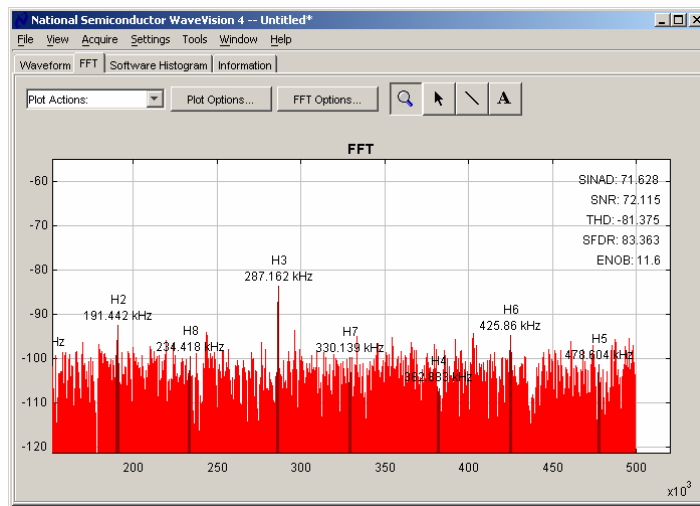 National Semiconductor WaveVision 4 -- Untitled*
File View Acquire Settings Tools Window Help
Waveform FFT Software Histogram Information
Plot Actions: Plot Options... FFT Options... A
FFT
-60
-70
-80
-90
-100
-110
-120
SINAD: 71.628
SNR: 72.115
THD: -81.375
SFDR: 83.363
ENOB: 11.6
Hz
H2
191.442 kHz
H8
234.418 kHz
H3
287.162 kHz
H7
330.139 kHz
H4
382.883 kHz
H6
425.86 kHz
H5
478.604 kHz
200 250 300 350 400 450 500
x10³